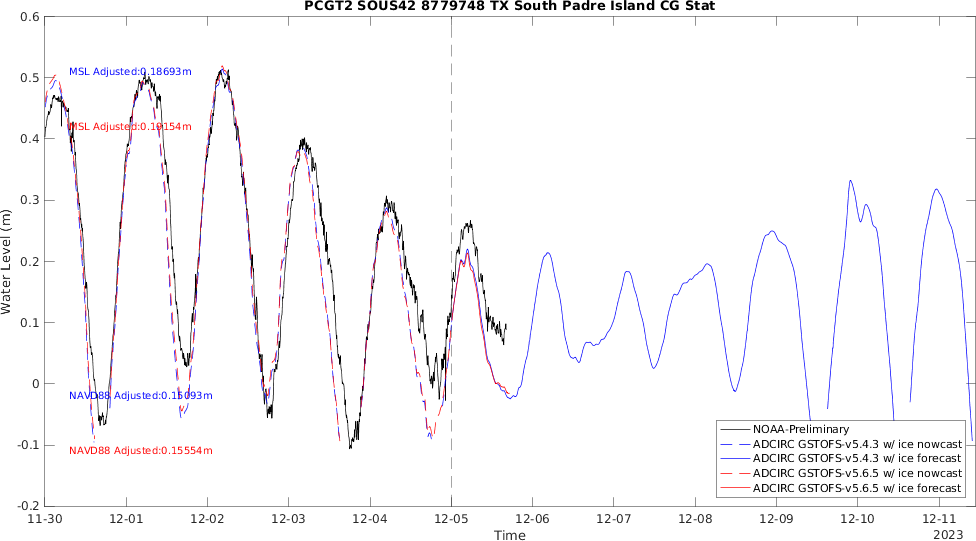 PCGT2 SOUS42 8779748 TX South Padre Island CG Stat
0.6
0.5
0.4
0.3
0.2
0.1
0
-0.1
-0.2
Water Level (m)
MSL Adjusted:0.18693m
MSL Adjusted:0.19154m
NAVD88 Adjusted:0.15093m
NAVD88 Adjusted:0.15554m
NOAA-Preliminary
ADCIRC GSTOFS-v5.4.3 w/ ice nowcast
ADCIRC GSTOFS-v5.4.3 w/ ice forecast
ADCIRC GSTOFS-v5.6.5 w/ ice nowcast
ADCIRC GSTOFS-v5.6.5 w/ ice forecast
11-30 12-01 12-02 12-03 12-04 12-05 12-06 12-07 12-08 12-09 12-10 12-11
Time
2023